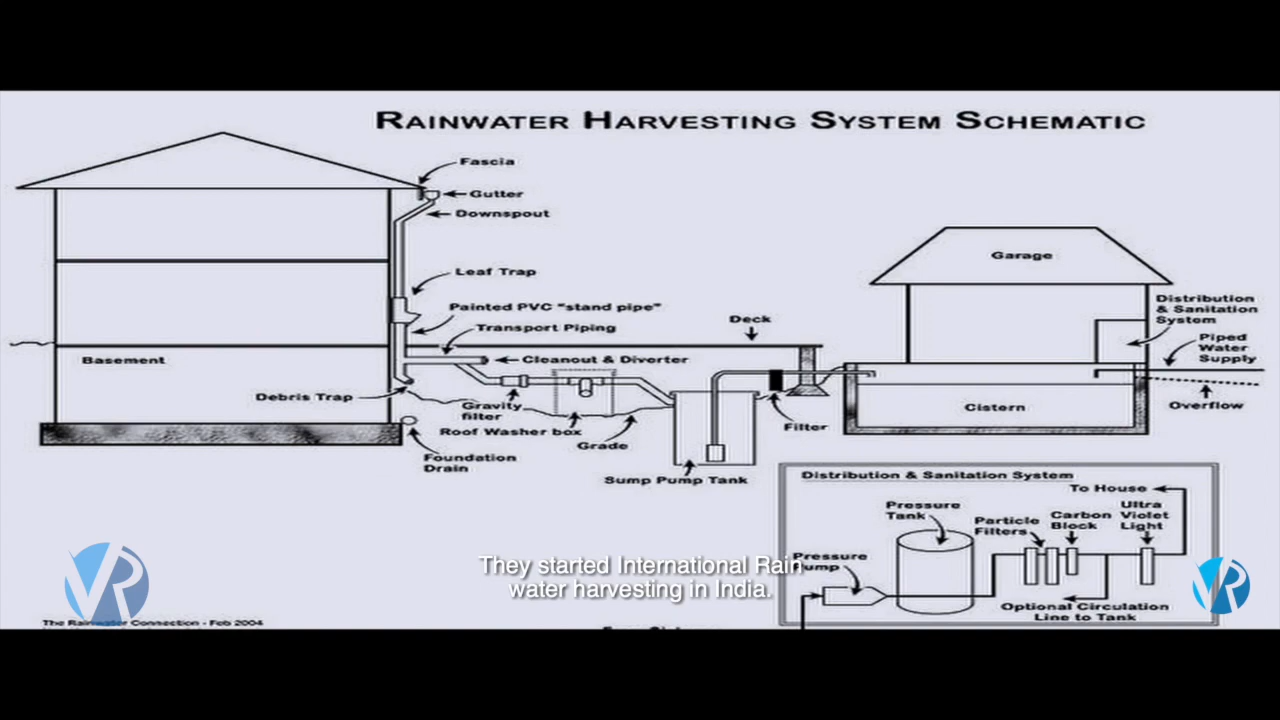 RAINWATER HARVESTING SYSTEM SCHEMATIC
Fascia
Gutter
Downspout
Leaf Trap
Painted PVC "stand pipe"
Transport Piping
Deck
Cleanout & Diverter
Basement
Debris Trap
Gravity
filter
Roof Washer box
Grade
Foundation
Drain
Sump Pump Tank
Filter
Garage
Distribution
& Sanitation
System
Piped
Water
Supply
Cistern
Overflow
Distribution & Sanitation System
To House
Pressure
Tank
Particle
Filters
Carbon
Block
Ultra
Violet
Light
Pressure
Optional Circulation
Line to Tank
They started International Rain
water harvesting in India.
VR
VR
The Rainwater Connection - Feb 2004